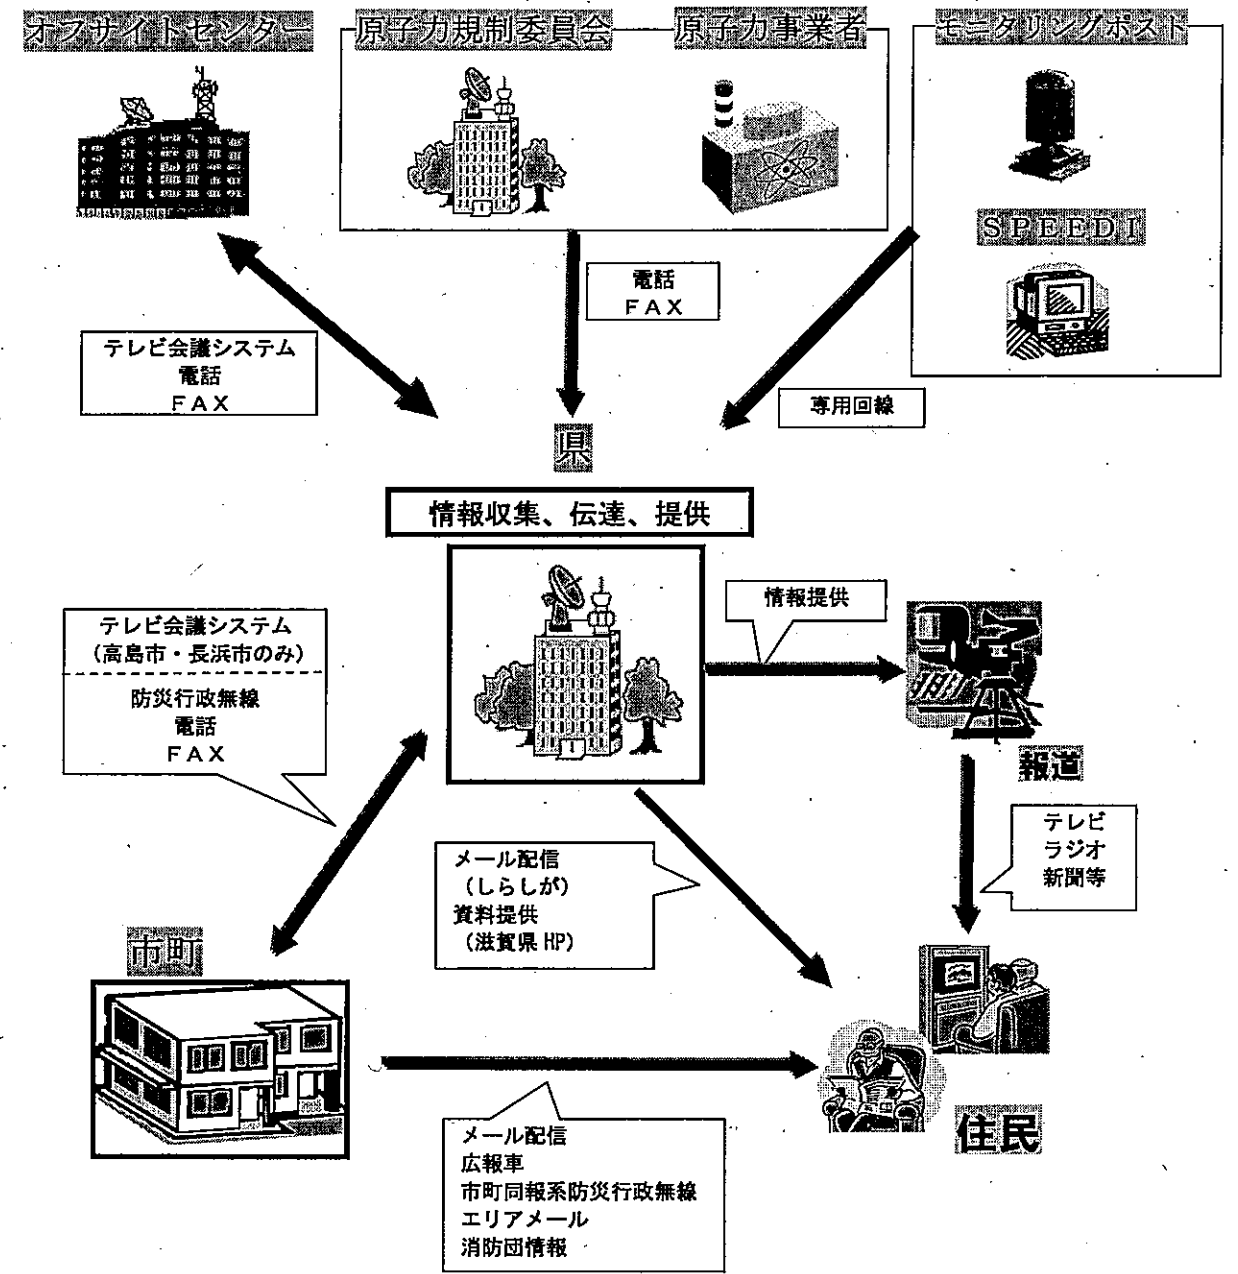 オフサイトセンター
原子力規制委員会
原子力事業者
モニタリングポスト
ＳＰＥＥＤＩ
電話
ＦＡＸ
テレビ会議システム
電話
ＦＡＸ
専用回線
県
情報収集、伝達、提供
情報提供
テレビ会議システム
（高島市・長浜市のみ）
防災行政無線
電話
ＦＡＸ
報道
テレビ
ラジオ
新聞等
メール配信
（しらしが）
資料提供
（滋賀県 HP）
市町
住民
メール配信
広報車
市町同報系防災行政無線
エリアメール
消防団情報